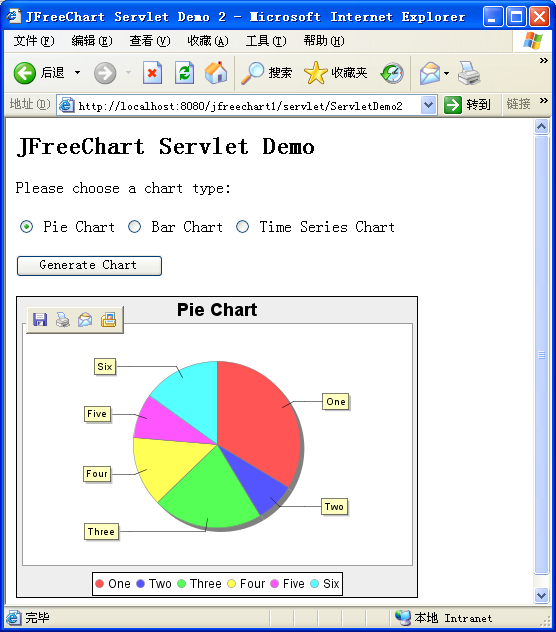 JFreeChart Servlet Demo 2 - Microsoft Internet Explorer
文件(F) 编辑(E) 查看(V) 收藏(A) 工具(T) 帮助(H)
后退 搜索 收藏夹
地址(D) http://localhost:8080/jfreechart1/servlet/ServletDemo2 转到 链接
JFreeChart Servlet Demo
Please choose a chart type:
Pie Chart Bar Chart Time Series Chart
Generate Chart
Pie Chart
Six
One
Five
Four
Two
Three
One Two Three Four Five Six
完毕 本地 Intranet